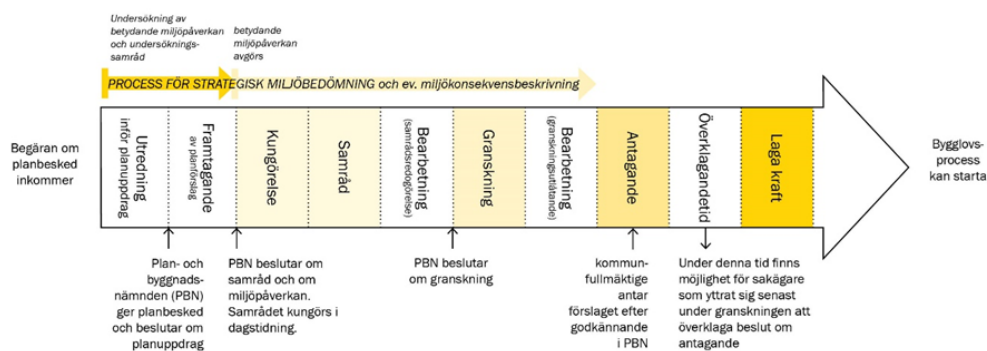 Undersökning av
betydande miljöpåverkan
och undersöknings-
samråd
betydande
miljöpåverkan
avgörs
PROCESS FÖR STRATEGISK MILJÖBEDÖMNING och ev. miljökonsekvensbeskrivning
Begäran om
planbesked
inkommer
Utredning
inför planuppdrag
Framtagande
av planförslag
Kungörelse
Samråd
Bearbetning
(samrådsredogörelse)
Granskning
Bearbetning
(granskningsutlåtande)
Antagande
Överklagandetid
Laga kraft
Bygglovs-
process
kan starta
Plan- och
byggnads-
nämnden (PBN)
ger planbesked
och beslutar om
planuppdrag
PBN beslutar om
samråd och om
miljöpåverkan.
Samrådet kungörs i
dagstidning.
PBN beslutar
om granskning
kommun-
fullmäktige
antar
förslaget efter
godkännande
i PBN
Under denna tid finns
möjlighet för sakägare
som yttrat sig senast
under granskningen att
överklaga beslut om
antagande